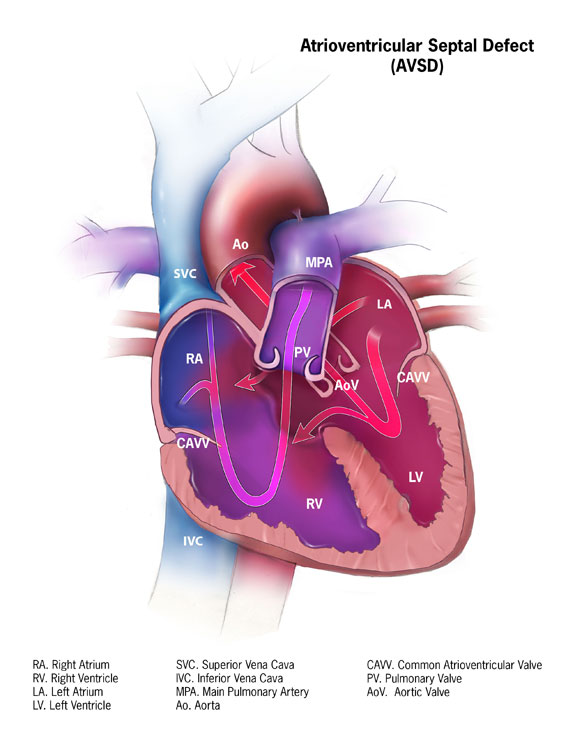 Atrioventricular Septal Defect
(AVSD)
Ao
MPA
SVC
LA
PV
RA
AoV
CAVV
CAVV
LV
RV
IVC
RA. Right Atrium
RV. Right Ventricle
LA. Left Atrium
LV. Left Ventricle
SVC. Superior Vena Cava
IVC. Inferior Vena Cava
MPA. Main Pulmonary Artery
Ao. Aorta
CAVV. Common Atrioventricular Valve
PV. Pulmonary Valve
AoV. Aortic Valve